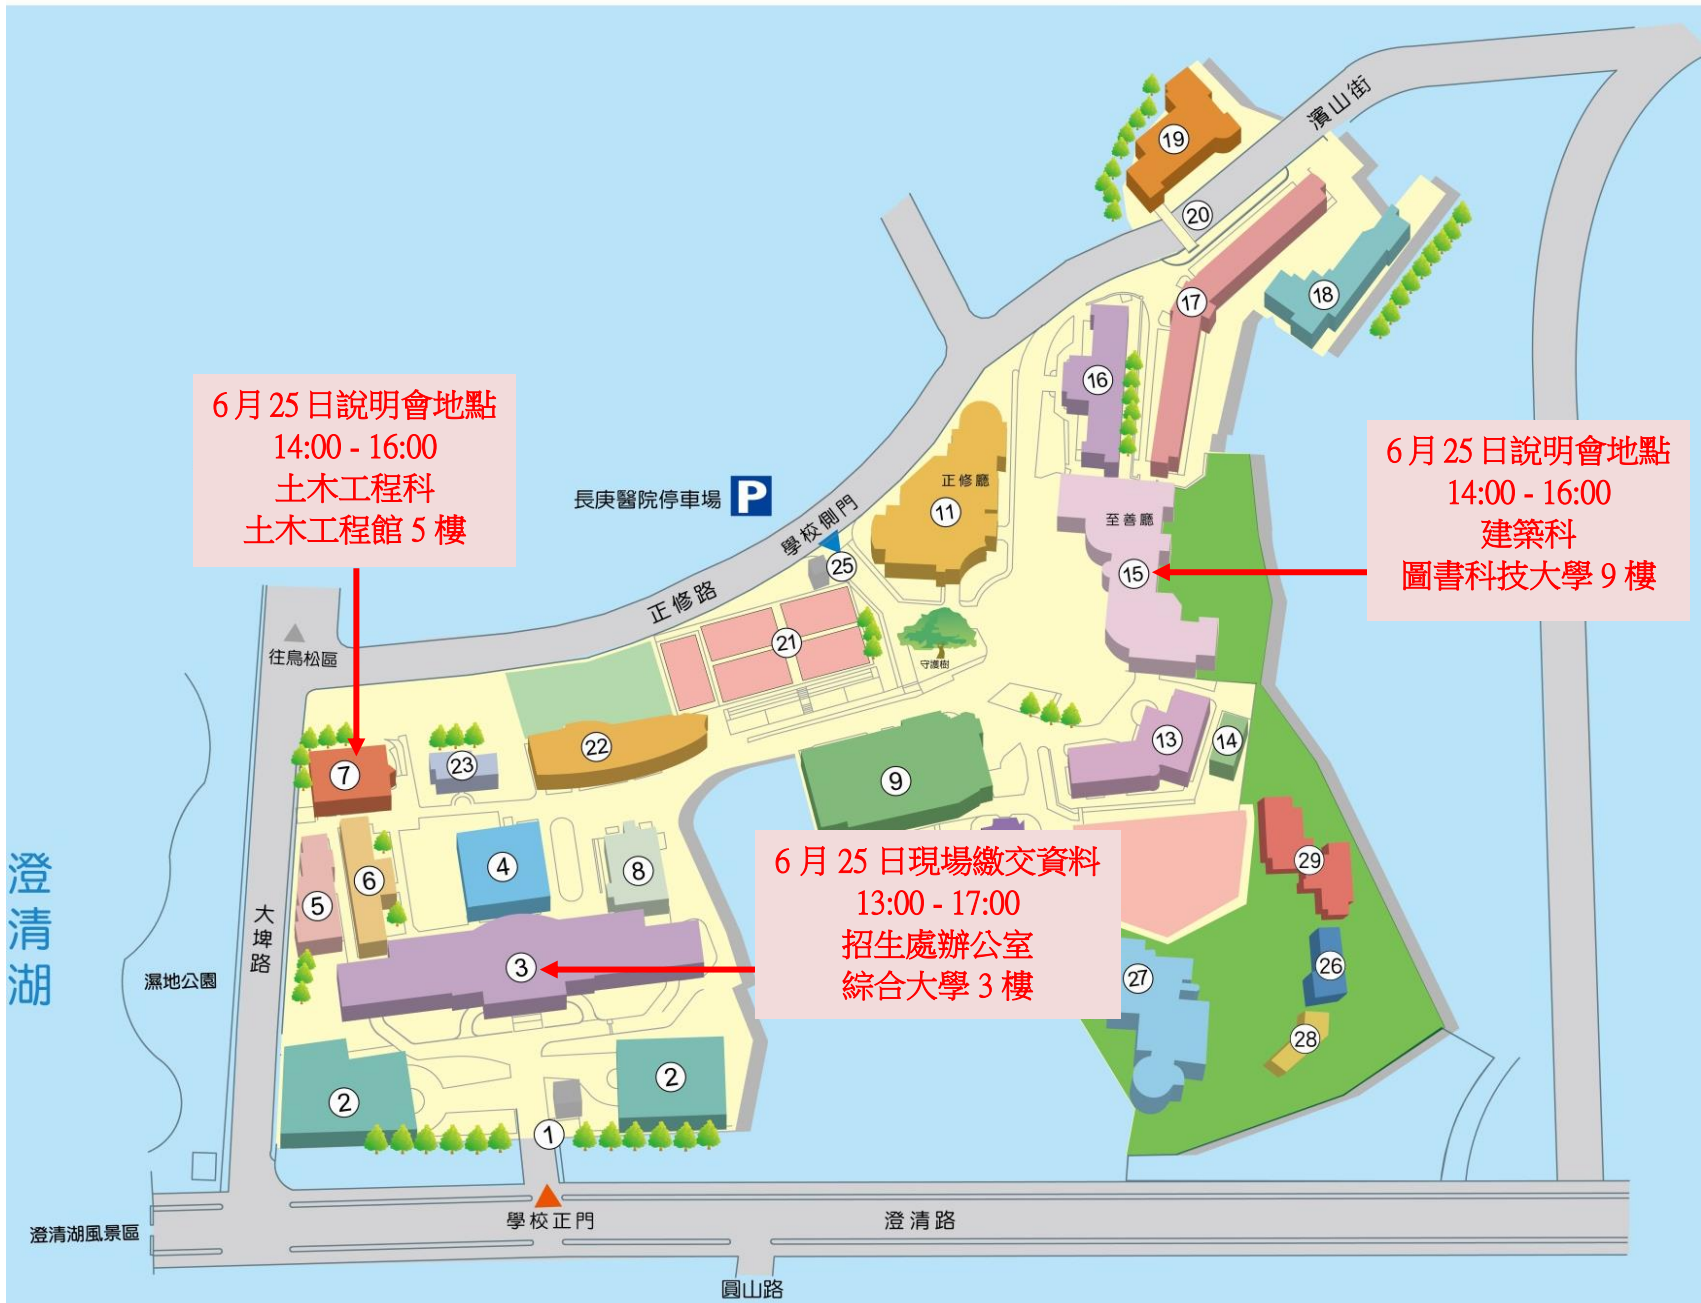 濱山街
19
20
17
18
16
6月25日說明會地點
14:00 - 16:00
土木工程科
土木工程館 5 樓
6月25日說明會地點
14:00 - 16:00
建築科
圖書科技大學 9 樓
長庚醫院停車場 P
正修廳
11
至善廳
15
學校側門
25
正修路
21
守護樹
往鳥松區
7
23
22
9
13
14
澄清湖
大埤路
濕地公園
5
6
4
8
3
6 月 25 日現場繳交資料
13:00 - 17:00
招生處辦公室
綜合大學 3 樓
29
26
27
28
2
2
1
學校正門
澄清路
澄清湖風景區
圓山路